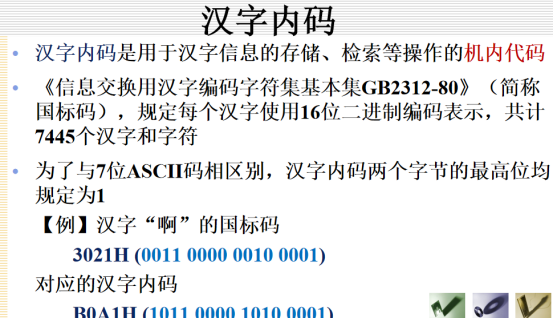 汉字内码
• 汉字内码是用于汉字信息的存储、检索等操作的机内代码
• 《信息交换用汉字编码字符集基本集GB2312-80》（简称
国标码），规定每个汉字使用16位二进制编码表示，共计
7445个汉字和字符
• 为了与7位ASCII码相区别，汉字内码两个字节的最高位均
规定为1
【例】汉字“啊”的国标码
3021H (0011 0000 0010 0001)
对应的汉字内码
B0A1H (1011 0000 1010 0001)